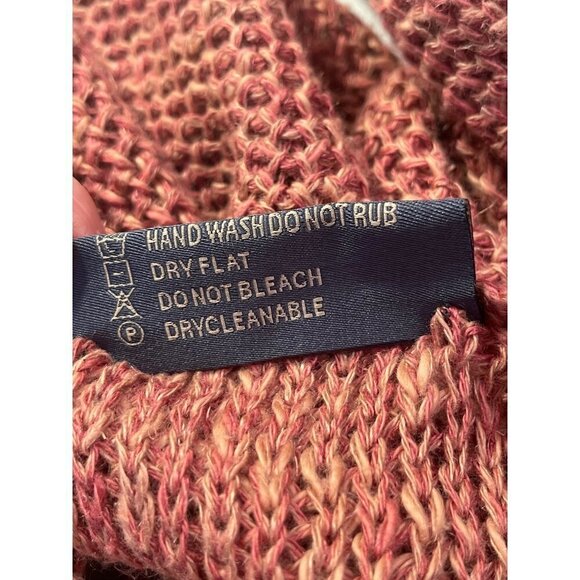 HAND WASH DO NOT RUB
DRY FLAT
DO NOT BLEACH
P DRYCLEANABLE